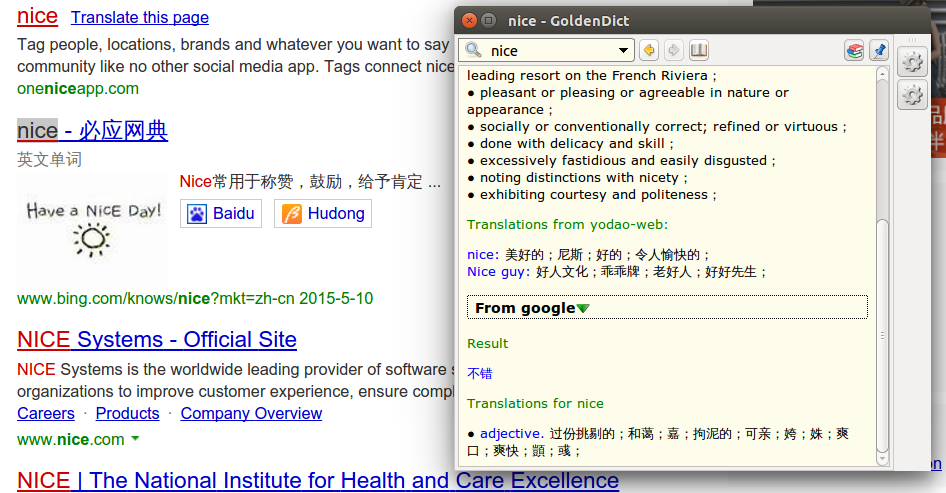 nice Translate this page
Tag people, locations, brands and whatever you want to say
community like no other social media app. Tags connect nice
oneniceapp.com
nice - 必应网典
英文单词
Have a NiCE Day!
Nice常用于称赞，鼓励，给予肯定 ...
Baidu Hudong
www.bing.com/knows/nice?mkt=zh-cn 2015-5-10
NICE Systems - Official Site
NICE Systems is the worldwide leading provider of software
organizations to improve customer experience, ensure
Careers · Products · Company Overview
www.nice.com
NICE | The National Institute for Health and Care Excellence
nice - GoldenDict
nice
leading resort on the French Riviera；
● pleasant or pleasing or agreeable in nature or
appearance；
● socially or conventionally correct; refined or virtuous；
● done with delicacy and skill；
● excessively fastidious and easily disgusted；
● noting distinctions with nicety；
● exhibiting courtesy and politeness；
Translations from yodao-web:
nice: 美好的；尼斯；好的；令人愉快的；
Nice guy: 好人文化；乖乖牌；老好人；好好先生；
From google
Result
不错
Translations for nice
● adjective. 过份挑剔的；和蔼；嘉；拘泥的；可亲；姱；姝；爽
口；爽快；顗；彧；
品
伴
on